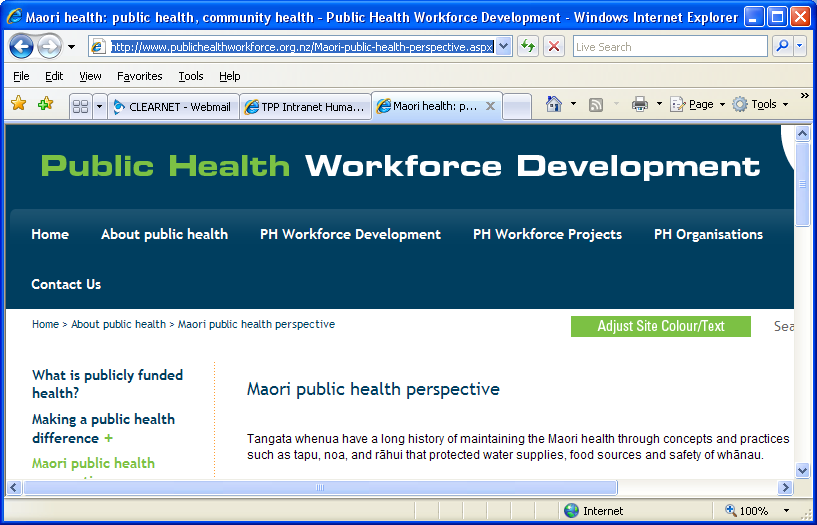 Maori health: public health, community health - Public Health Workforce Development - Windows Internet Explorer
http://www.publichealthworkforce.org.nz/Maori-public-health-perspective.aspx
Live Search
File Edit View Favorites Tools Help
CLEARNET - Webmail TPP Intranet Huma... Maori health: p... Page Tools
Public Health Workforce Development
Home About public health PH Workforce Development PH Workforce Projects PH Organisations
Contact Us
Home > About public health > Maori public health perspective Adjust Site Colour/Text Sea
What is publicly funded
health?
Maori public health perspective
Making a public health
difference +
Tangata whenua have a long history of maintaining the Maori health through concepts and practices
such as tapu, noa, and rāhui that protected water supplies, food sources and safety of whānau.
Maori public health
Internet 100%